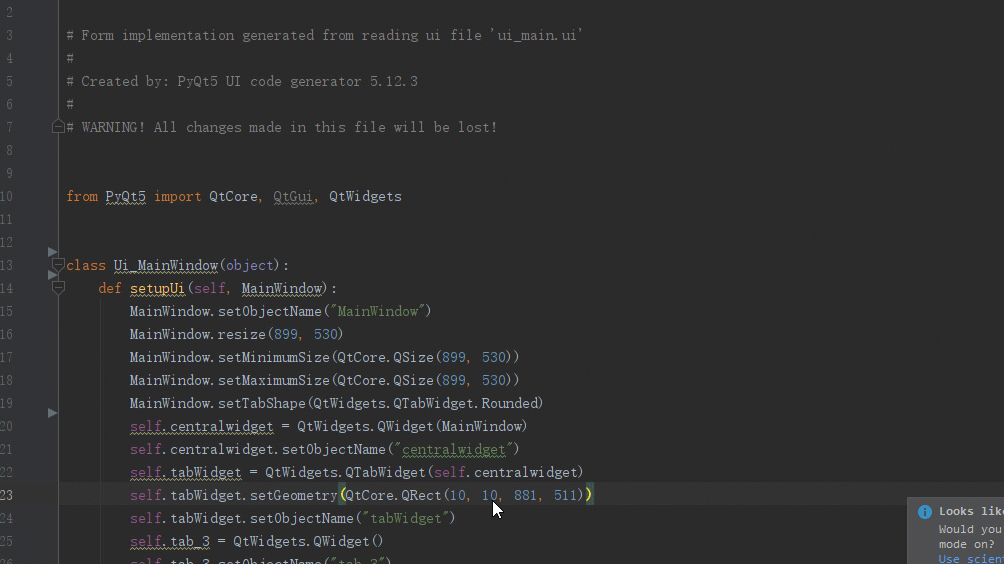 2
3 # Form implementation generated from reading ui file 'ui_main.ui'
4 #
5 # Created by: PyQt5 UI code generator 5.12.3
6 #
7 # WARNING! All changes made in this file will be lost!
8
9
10 from PyQt5 import QtCore, QtGui, QtWidgets
11
12
13 class Ui_MainWindow(object):
14 def setupUi(self, MainWindow):
15 MainWindow.setObjectName("MainWindow")
16 MainWindow.resize(899, 530)
17 MainWindow.setMinimumSize(QtCore.QSize(899, 530))
18 MainWindow.setMaximumSize(QtCore.QSize(899, 530))
19 MainWindow.setTabShape(QtWidgets.QTabWidget.Rounded)
20 self.centralwidget = QtWidgets.QWidget(MainWindow)
21 self.centralwidget.setObjectName("centralwidget")
22 self.tabWidget = QtWidgets.QTabWidget(self.centralwidget)
23 self.tabWidget.setGeometry(QtCore.QRect(10, 10, 881, 511))
24 self.tabWidget.setObjectName("tabWidget")
25 self.tab_3 = QtWidgets.QWidget()
26 self.tab_3.setObjectName("tab_3")
Looks like
Would you
mode on?
Use scien